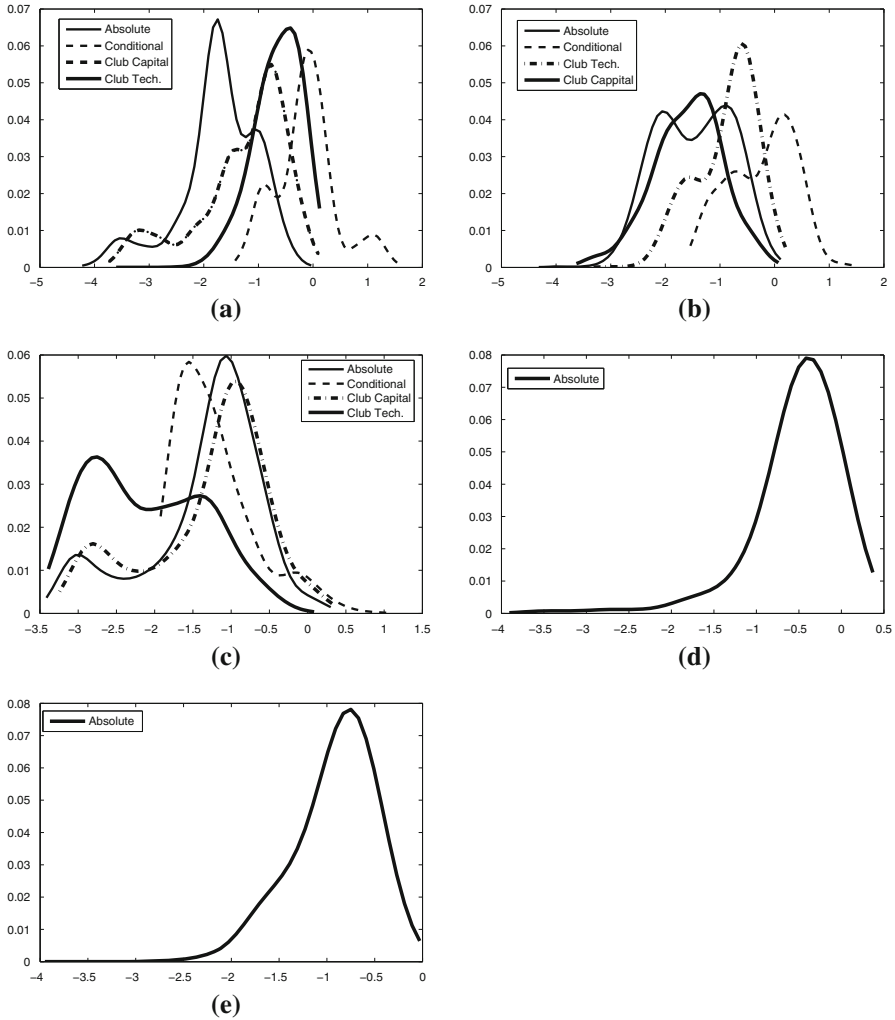 0.07
0.06
0.05
0.04
0.03
0.02
0.01
0
Absolute
Conditional
Club Capital
Club Tech.
−5 −4 −3 −2 −1 0 1 2
(a)
0.07
0.06
0.05
0.04
0.03
0.02
0.01
0
Absolute
Conditional
Club Tech.
Club Cappital
−5 −4 −3 −2 −1 0 1 2
(b)
0.06
0.05
0.04
0.03
0.02
0.01
0
Absolute
Conditional
Club Capital
Club Tech.
−3.5 −3 −2.5 −2 −1.5 −1 −0.5 0 0.5 1 1.5
(c)
0.08
0.07
0.06
0.05
0.04
0.03
0.02
0.01
0
Absolute
−4 −3.5 −3 −2.5 −2 −1.5 −1 −0.5 0 0.5
(d)
0.08
0.07
0.06
0.05
0.04
0.03
0.02
0.01
0
Absolute
−4 −3.5 −3 −2.5 −2 −1.5 −1 −0.5 0
(e)